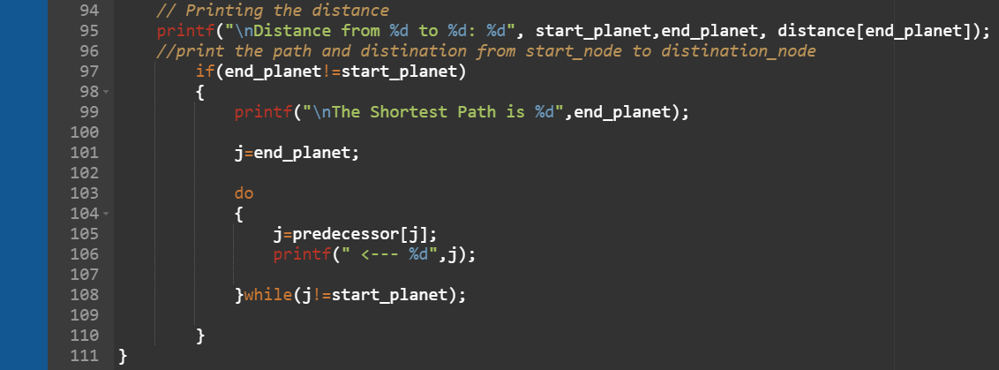 94 // Printing the distance
95 printf("\nDistance from %d to %d: %d", start_planet,end_planet, distance[end_planet]);
96 //print the path and distination from start_node to distination_node
97 if(end_planet!=start_planet)
98 {
99 printf("\nThe Shortest Path is %d",end_planet);
100
101 j=end_planet;
102
103 do
104 {
105 j=predecessor[j];
106 printf(" <--- %d",j);
107
108 }while(j!=start_planet);
109
110 }
111 }